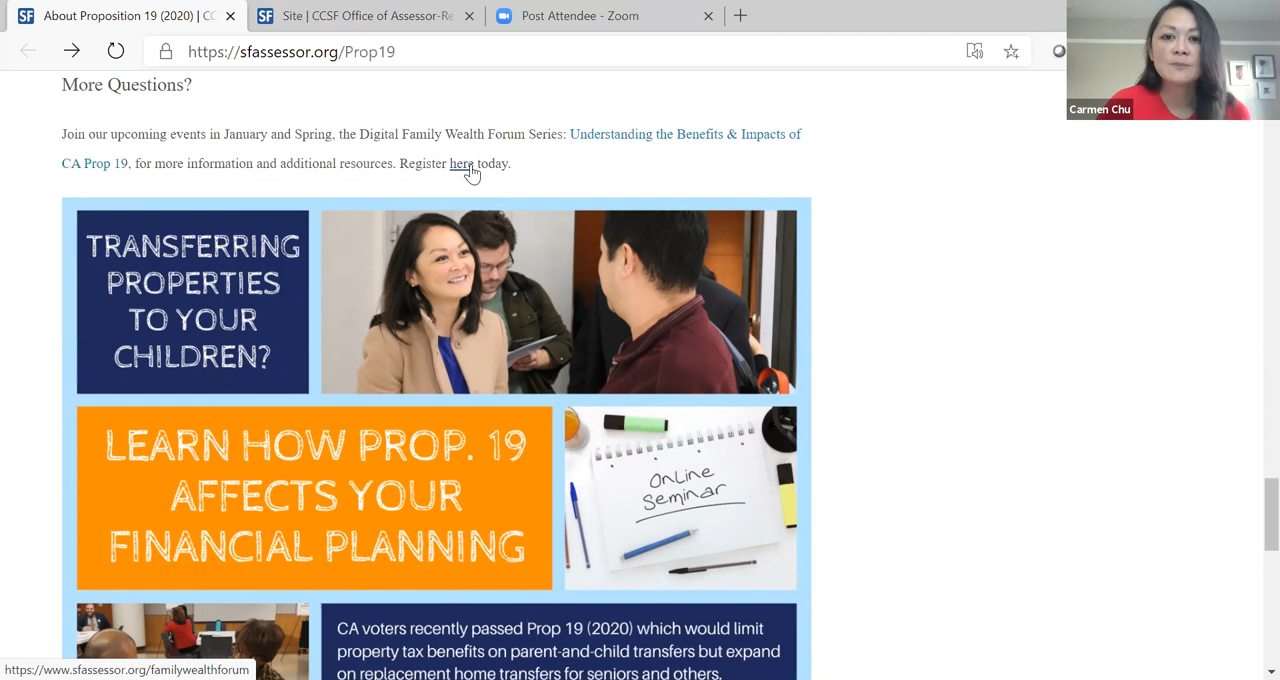 SF About Proposition 19 (2020) | CC
SF Site | CCSF Office of Assessor-Re
Post Attendee - Zoom
https://sfassessor.org/Prop19
Carmen Chu
More Questions?
Join our upcoming events in January and Spring, the Digital Family Wealth Forum Series: Understanding the Benefits & Impacts of
CA Prop 19, for more information and additional resources. Register here today.
TRANSFERRING
PROPERTIES
TO YOUR
CHILDREN?
LEARN HOW PROP. 19
AFFECTS YOUR
FINANCIAL PLANNING
ONLINE
SEMINAR
CA voters recently passed Prop 19 (2020) which would limit
property tax benefits on parent-and-child transfers but expand
on replacement home transfers for seniors and others.
https://www.sfassessor.org/familywealthforum